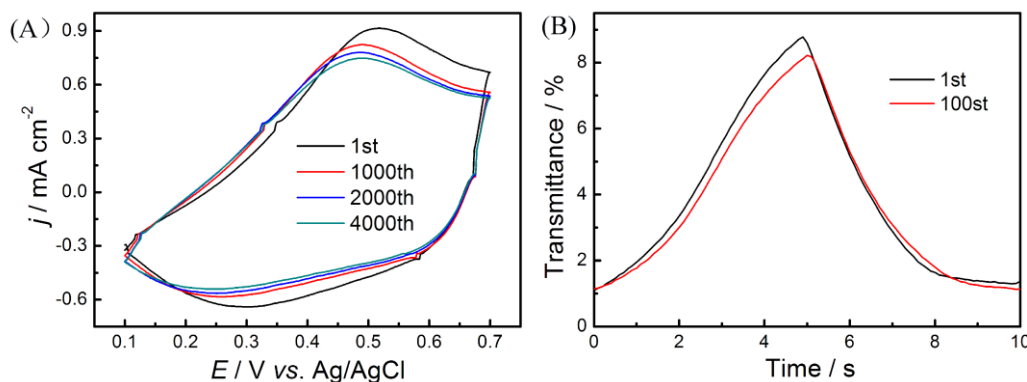 (A)
0.9
0.6
0.3
0.0
-0.3
-0.6
j / mA cm-2
1st
1000th
2000th
4000th
0.1 0.2 0.3 0.4 0.5 0.6 0.7
E / V vs. Ag/AgCl
(B)
8
6
4
2
0
Transmittance / %
1st
100st
0 2 4 6 8 10
Time / s